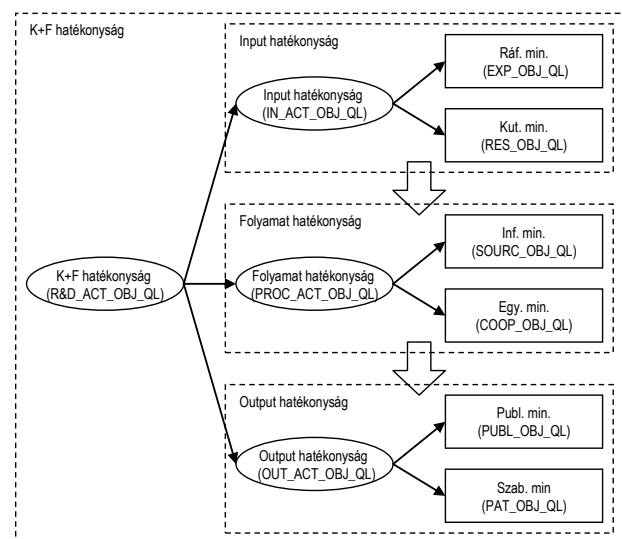 K+F hatékonyság
Input hatékonyság
Input hatékonyság
(IN_ACT_OBJ_QL)
Ráf. min.
(EXP_OBJ_QL)
Kut. min.
(RES_OBJ_QL)
K+F hatékonyság
(R&D_ACT_OBJ_QL)
Folyamat hatékonyság
Folyamat hatékonyság
(PROC_ACT_OBJ_QL)
Inf. min.
(SOURC_OBJ_QL)
Egy. min.
(COOP_OBJ_QL)
Output hatékonyság
Output hatékonyság
(OUT_ACT_OBJ_QL)
Publ. min.
(PUBL_OBJ_QL)
Szab. min
(PAT_OBJ_QL)